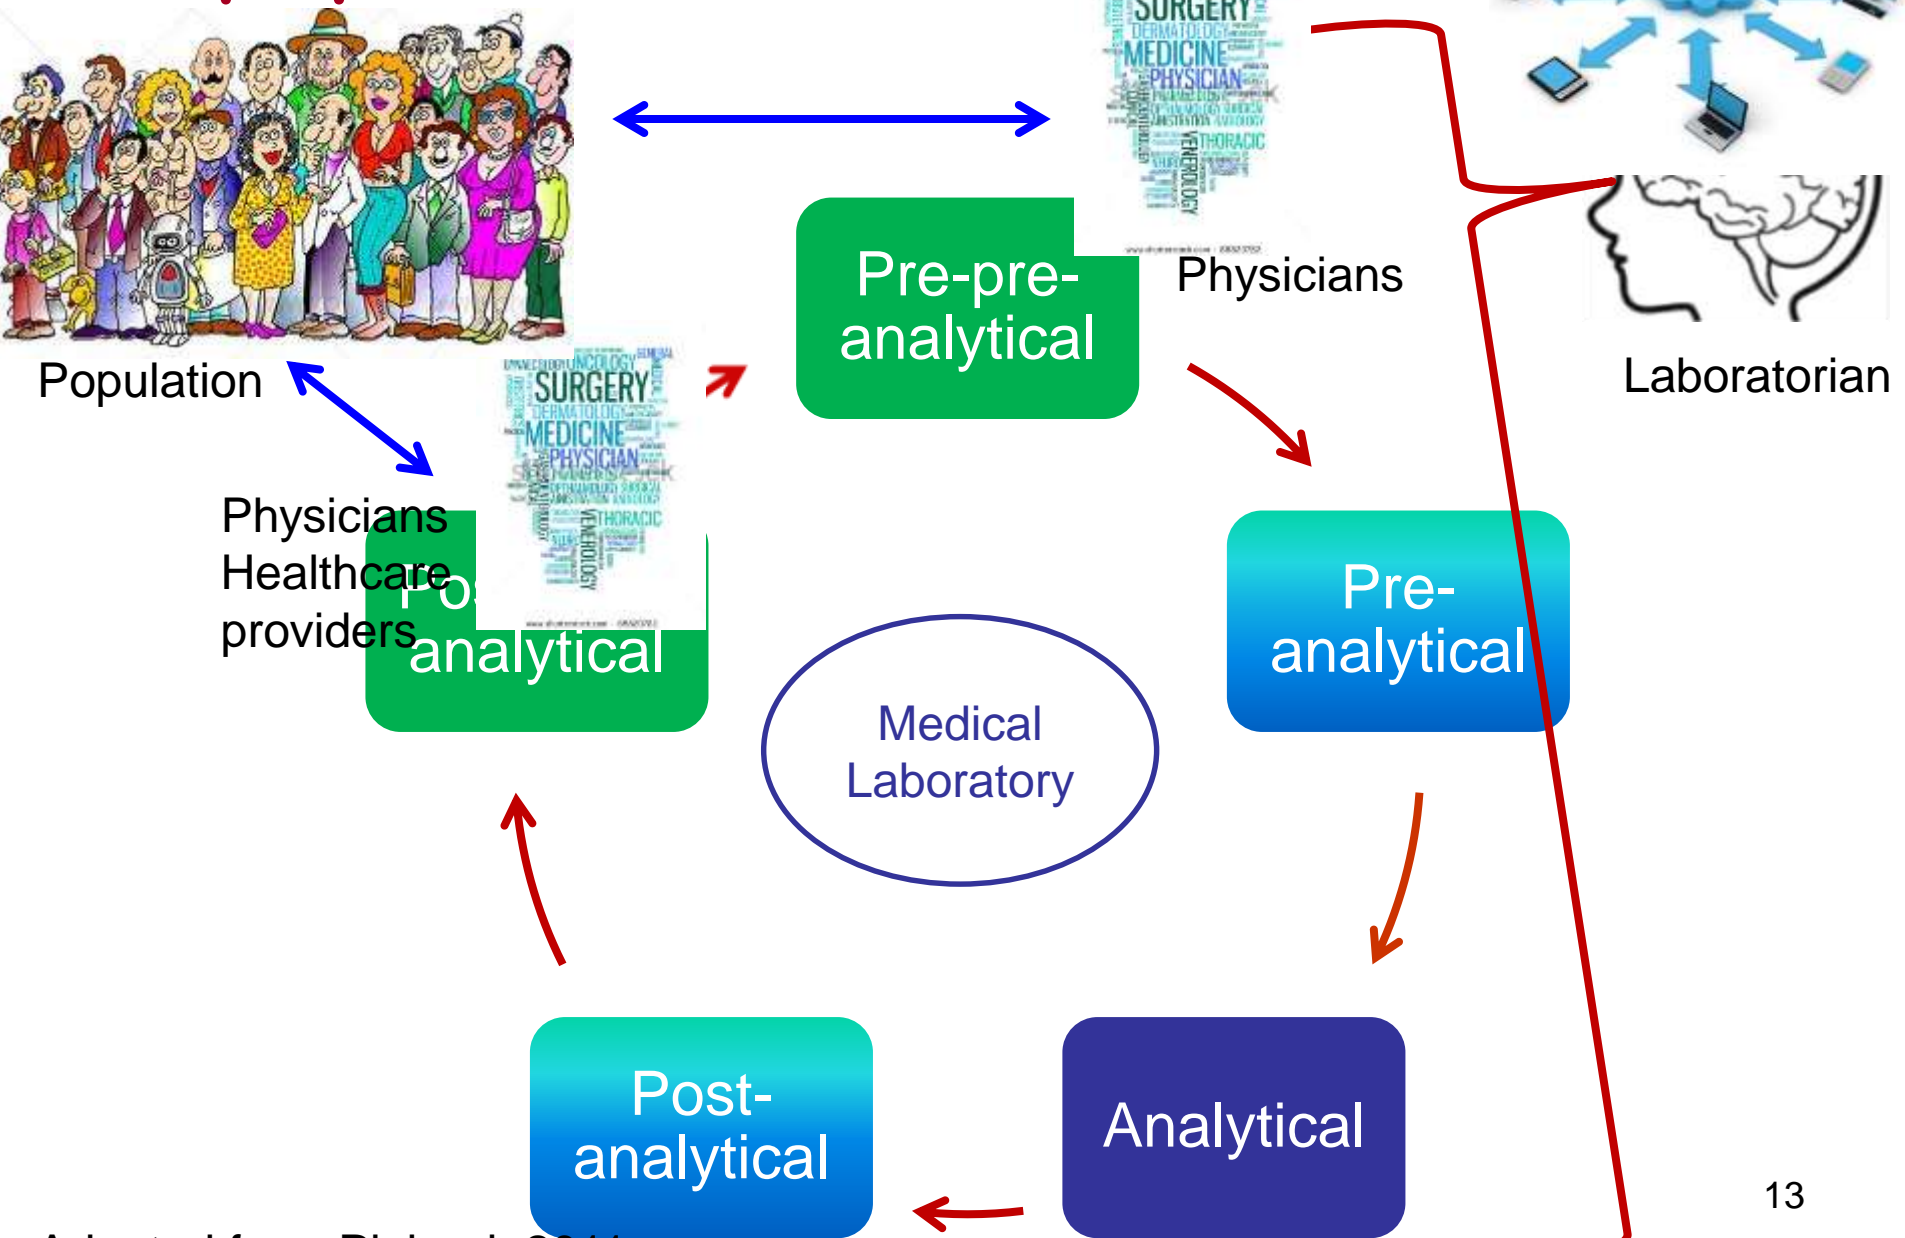 SURGERY
DERMATOLOGY
MEDICINE
PHYSICIAN
THORACIC
VENEROLOGY
Pre-pre-
analytical
Physicians
Population
Laboratorian
ONCOLOGY
SURGERY
DERMATOLOGY
MEDICINE
PHYSICIAN
THORACIC
VENEROLOGY
Physicians
Healthcare
providers
analytical
Pre-
analytical
Medical
Laboratory
Post-
analytical
Analytical
13